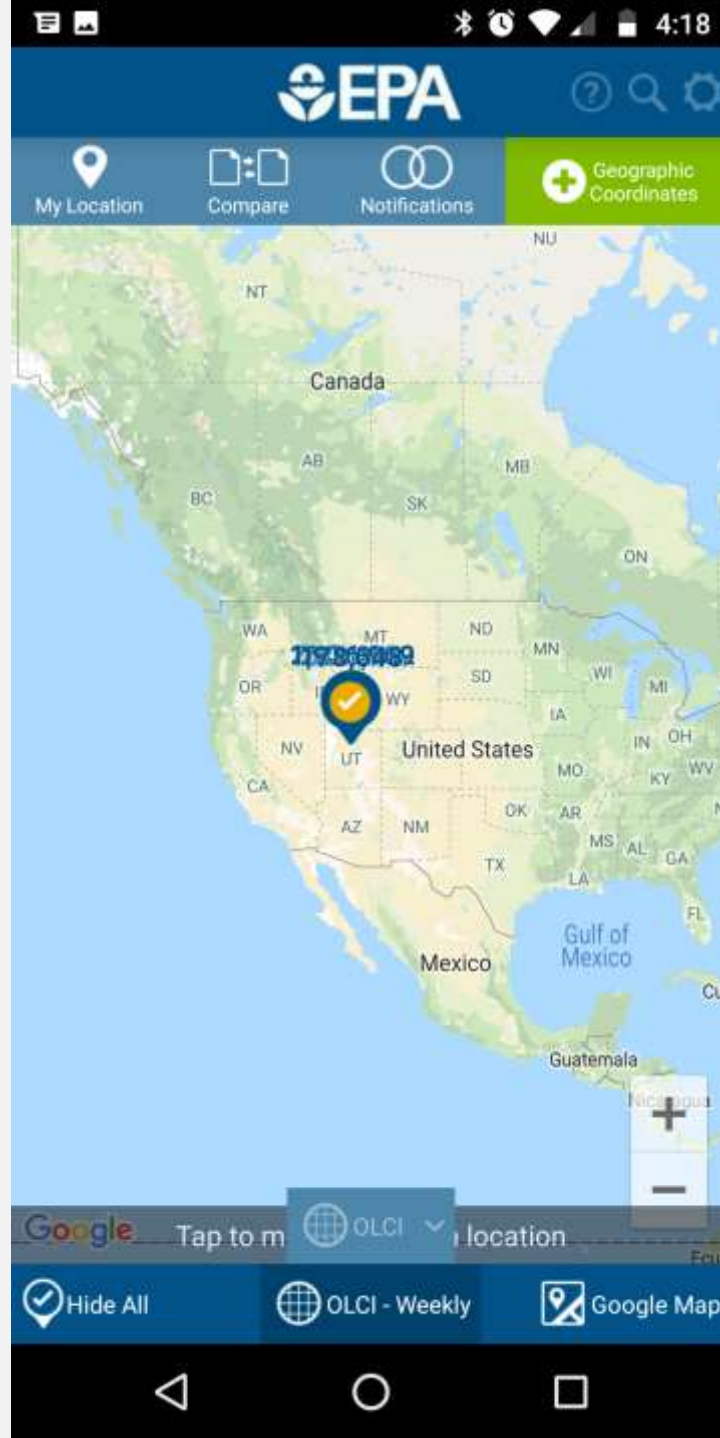 4:18
EPA
My Location
Compare
Notifications
Geographic
Coordinates
NU
NT
Canada
AB
MB
BC
SK
ON
WA
MT
ND
MN
OR
WY
SD
WI
MI
IA
NV
UT
United States
IN
OH
CA
MO
KY
WV
AZ
NM
OK
AR
TX
MS
AL
GA
LA
FL
Gulf of
Mexico
Mexico
Cu
Guatemala
Nicaragua
+
−
Google
Tap to m
OLCI
location
Ecu
Hide All
OLCI - Weekly
Google Map